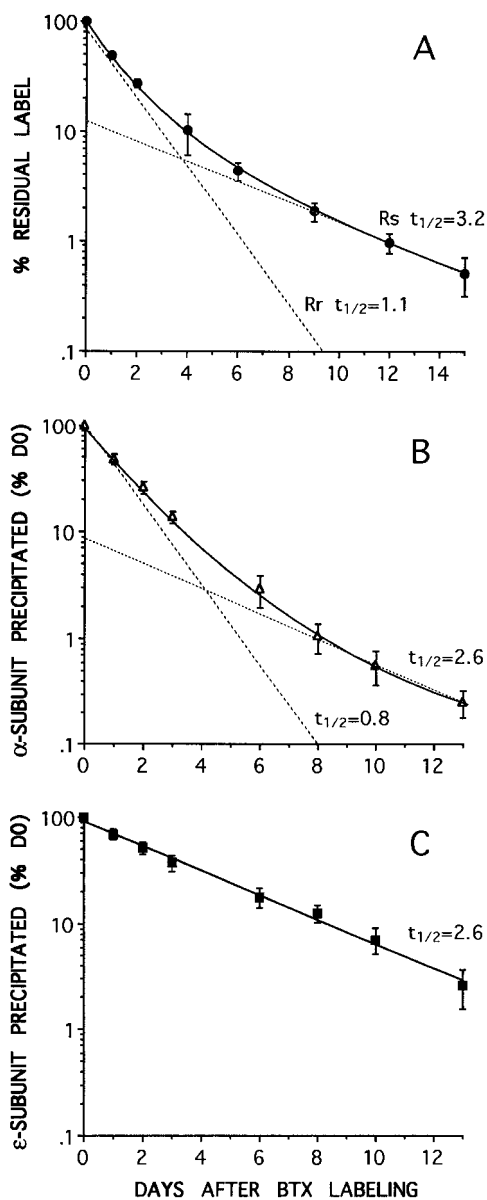 A
% RESIDUAL LABEL
100
10
1
.1
Rs t1/2=3.2
Rr t1/2=1.1
0 2 4 6 8 10 12 14
B
α-SUBUNIT PRECIPITATED (% D0)
100
10
1
.1
t1/2=2.6
t1/2=0.8
0 2 4 6 8 10 12
C
ε-SUBUNIT PRECIPITATED (% D0)
100
10
1
.1
t1/2=2.6
0 2 4 6 8 10 12
DAYS AFTER BTX LABELING